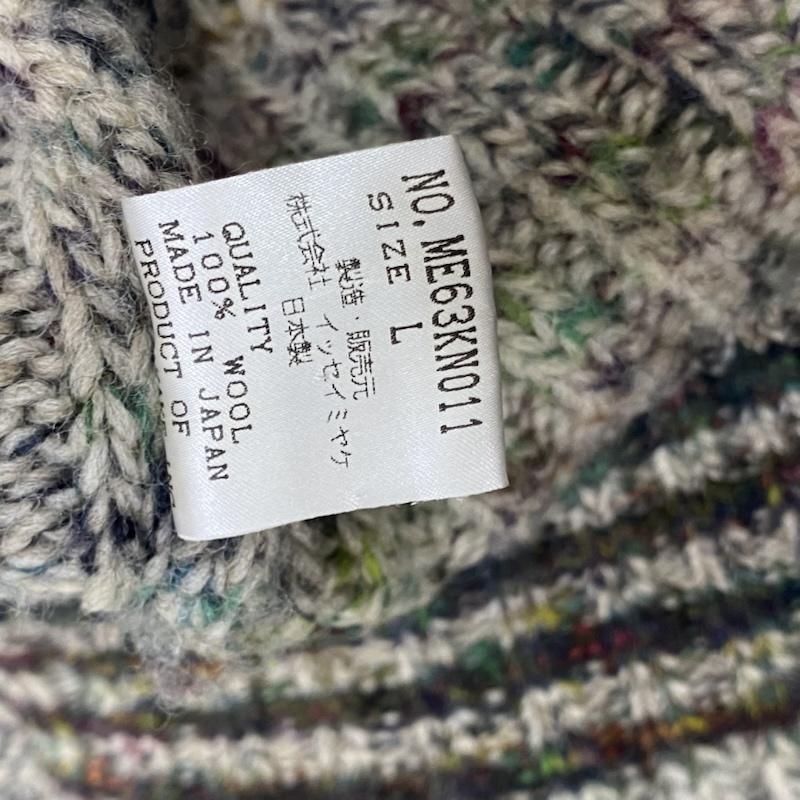 NO. ME63KN011
SIZE L
製造・販売元
株式会社 イッセイミヤケ
日本製
QUALITY
100% WOOL
MADE IN JAPAN
PRODUCT OF